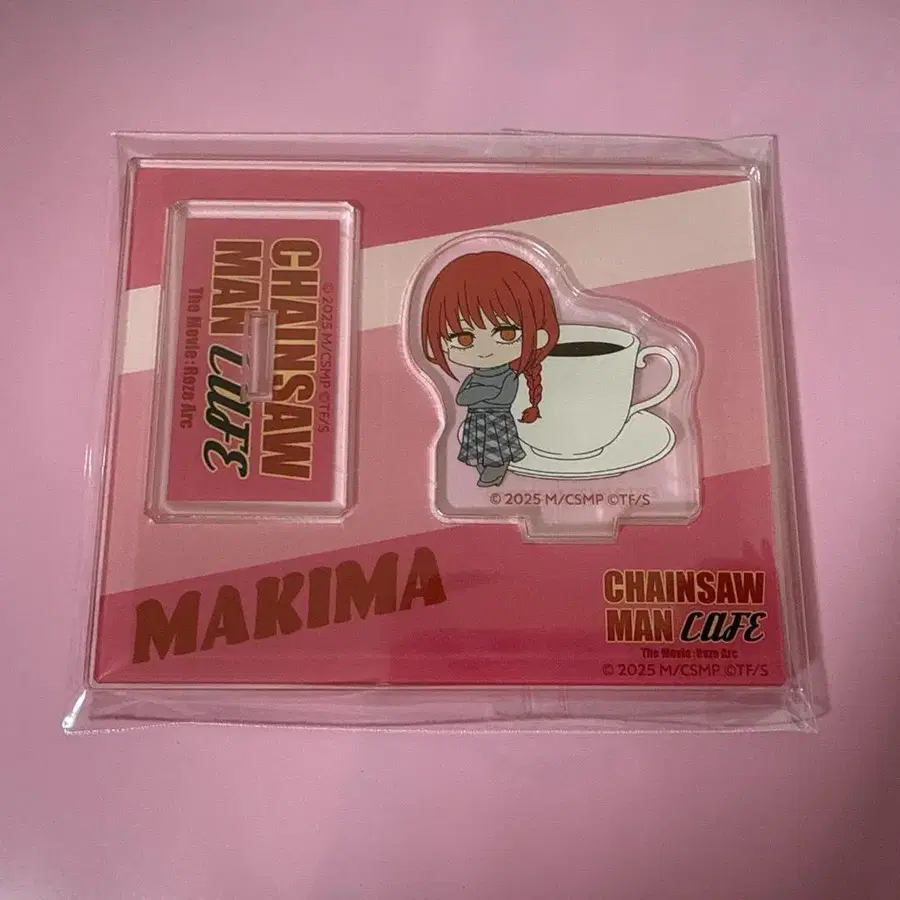 CHAINSAW
MAN CAFE
The Movie: Reze Arc
© 2025 M/CSMP ©TF/S
© 2025 M/CSMP ©TF/S
MAKIMA
CHAINSAW
MAN CAFE
The Movie: Reze Arc
© 2025 M/CSMP ©TF/S